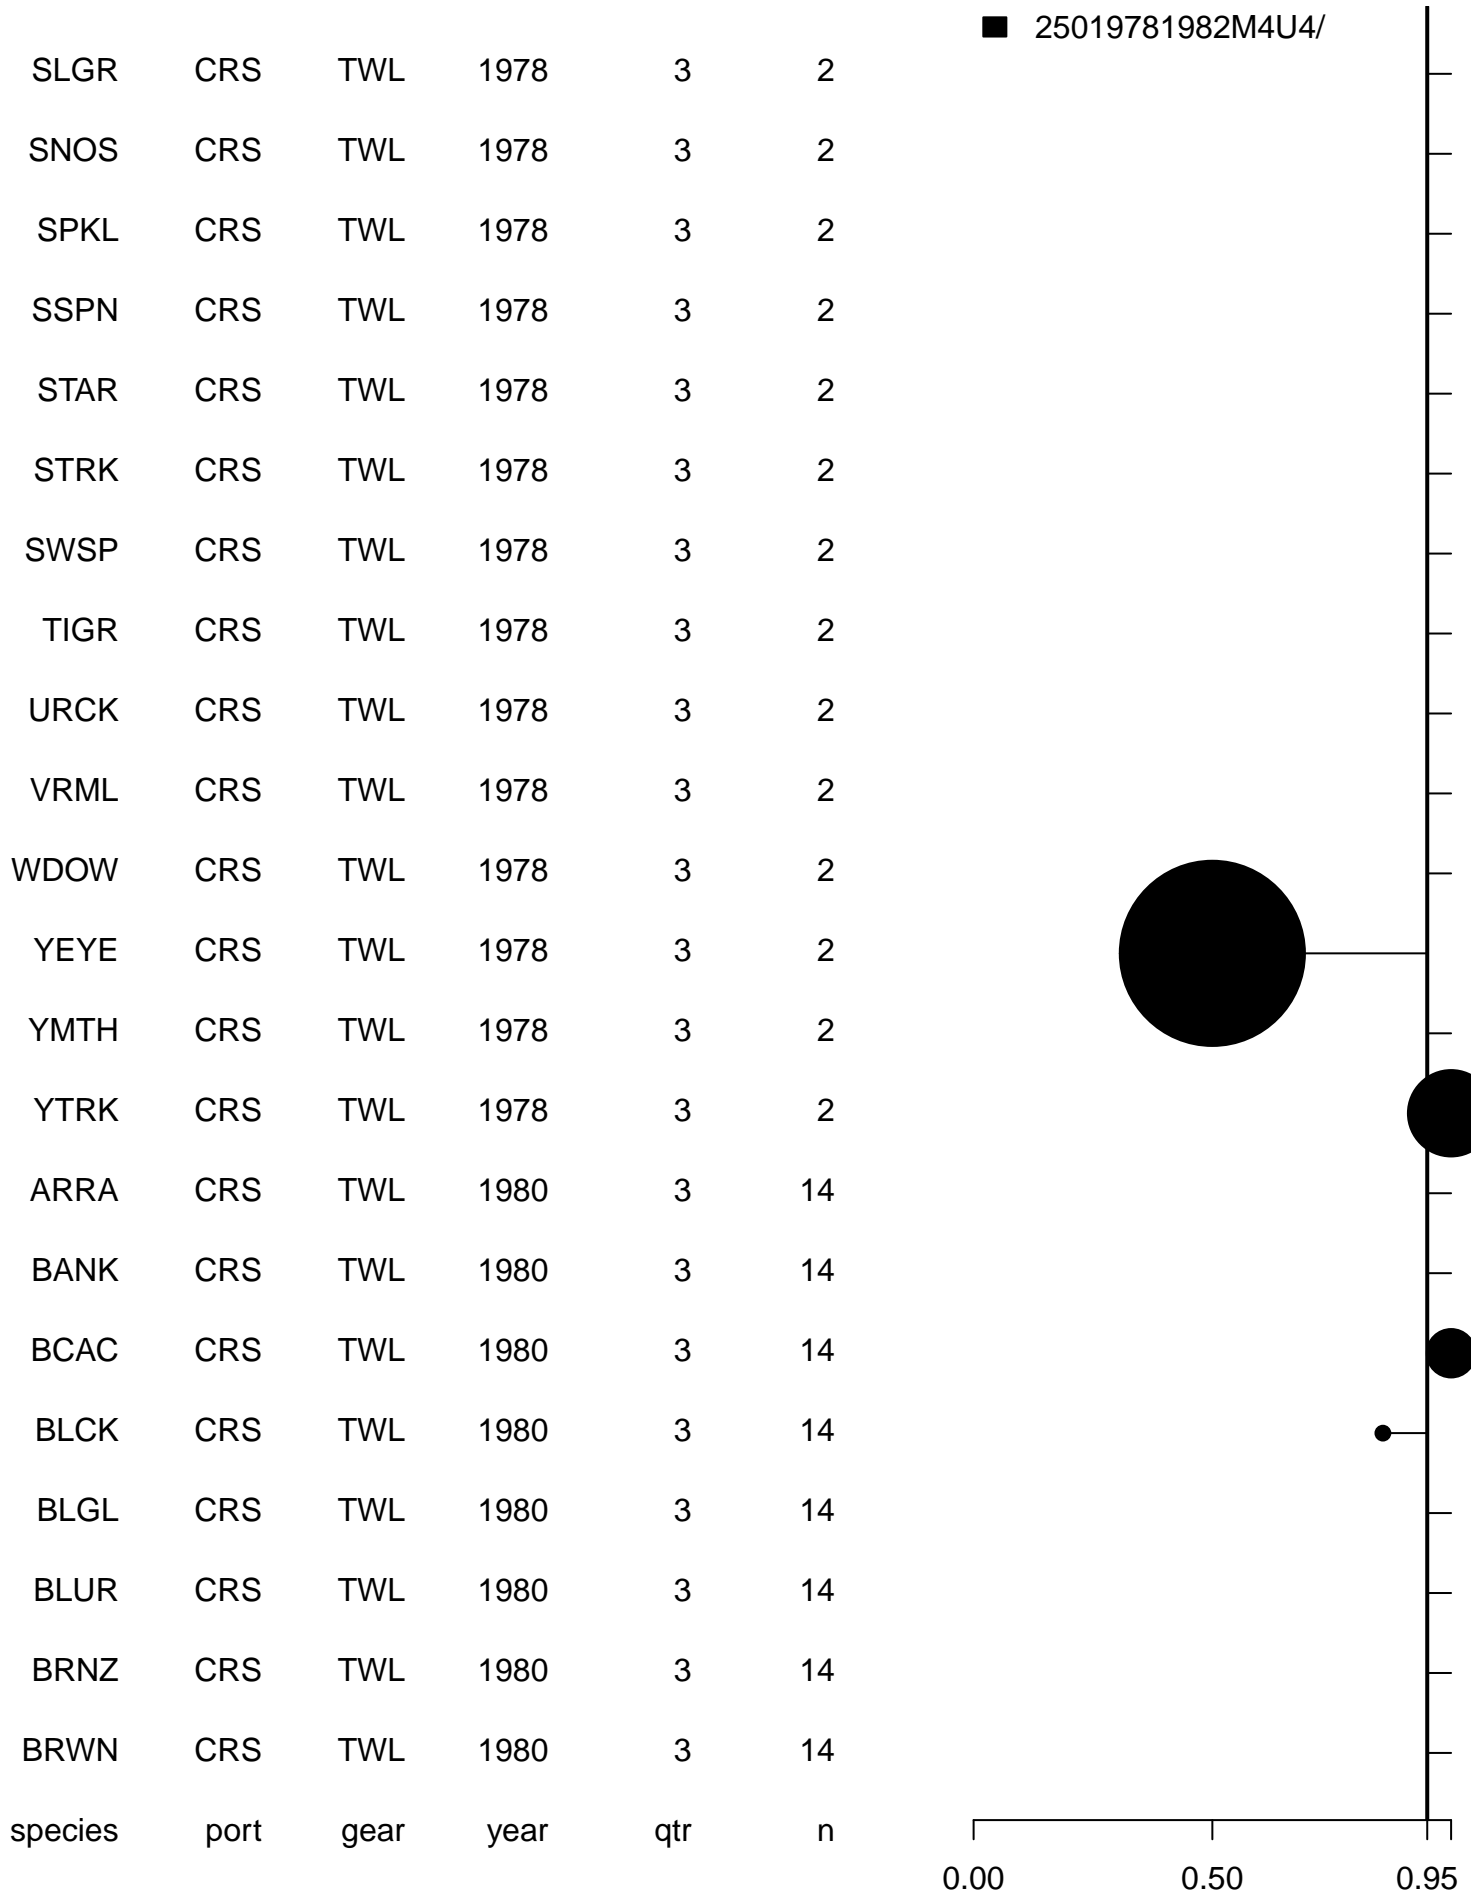 25019781982M4U4/
SLGR CRS TWL 1978 3 2
SNOS CRS TWL 1978 3 2
SPKL CRS TWL 1978 3 2
SSPN CRS TWL 1978 3 2
STAR CRS TWL 1978 3 2
STRK CRS TWL 1978 3 2
SWSP CRS TWL 1978 3 2
TIGR CRS TWL 1978 3 2
URCK CRS TWL 1978 3 2
VRML CRS TWL 1978 3 2
WDOW CRS TWL 1978 3 2
YEYE CRS TWL 1978 3 2
YMTH CRS TWL 1978 3 2
YTRK CRS TWL 1978 3 2
ARRA CRS TWL 1980 3 14
BANK CRS TWL 1980 3 14
BCAC CRS TWL 1980 3 14
BLCK CRS TWL 1980 3 14
BLGL CRS TWL 1980 3 14
BLUR CRS TWL 1980 3 14
BRNZ CRS TWL 1980 3 14
BRWN CRS TWL 1980 3 14
species port gear year qtr n
0.00 0.50 0.95